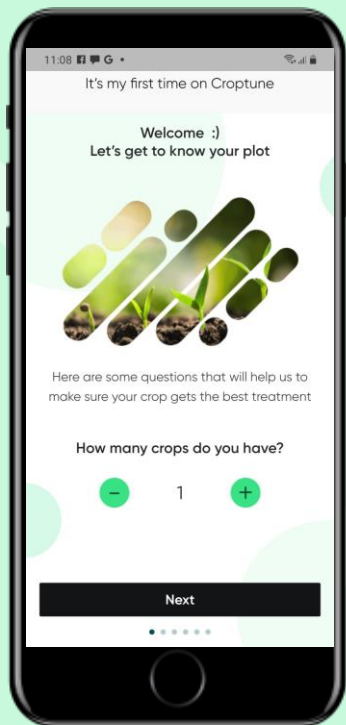 11:08 G
It's my first time on Croptune
Welcome :)
Let's get to know your plot
Here are some questions that will help us to
make sure your crop gets the best treatment
How many crops do you have?
- 1 +
Next